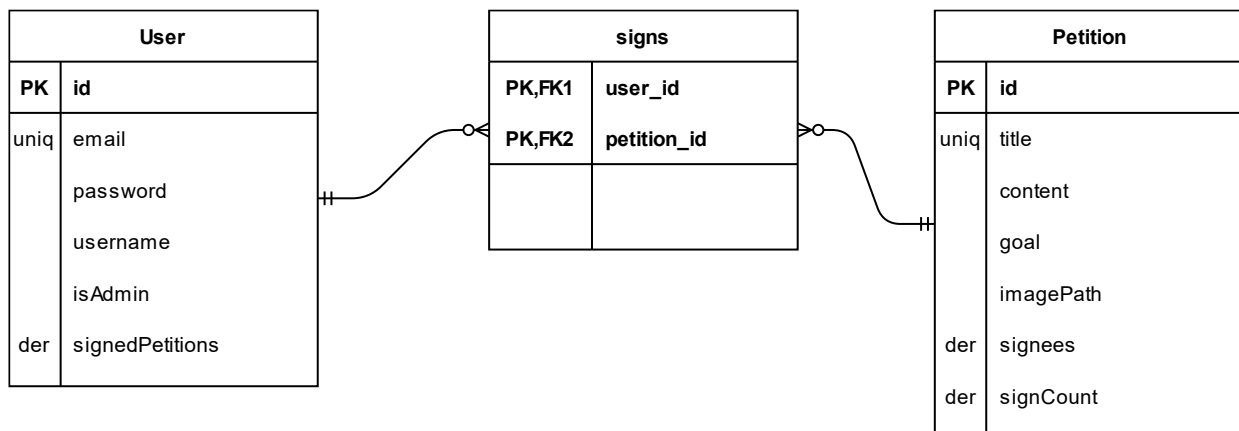 User
PK id
uniq email
password
username
isAdmin
der signedPetitions
signs
PK,FK1 user_id
PK,FK2 petition_id
Petition
PK id
uniq title
content
goal
imagePath
der signees
der signCount